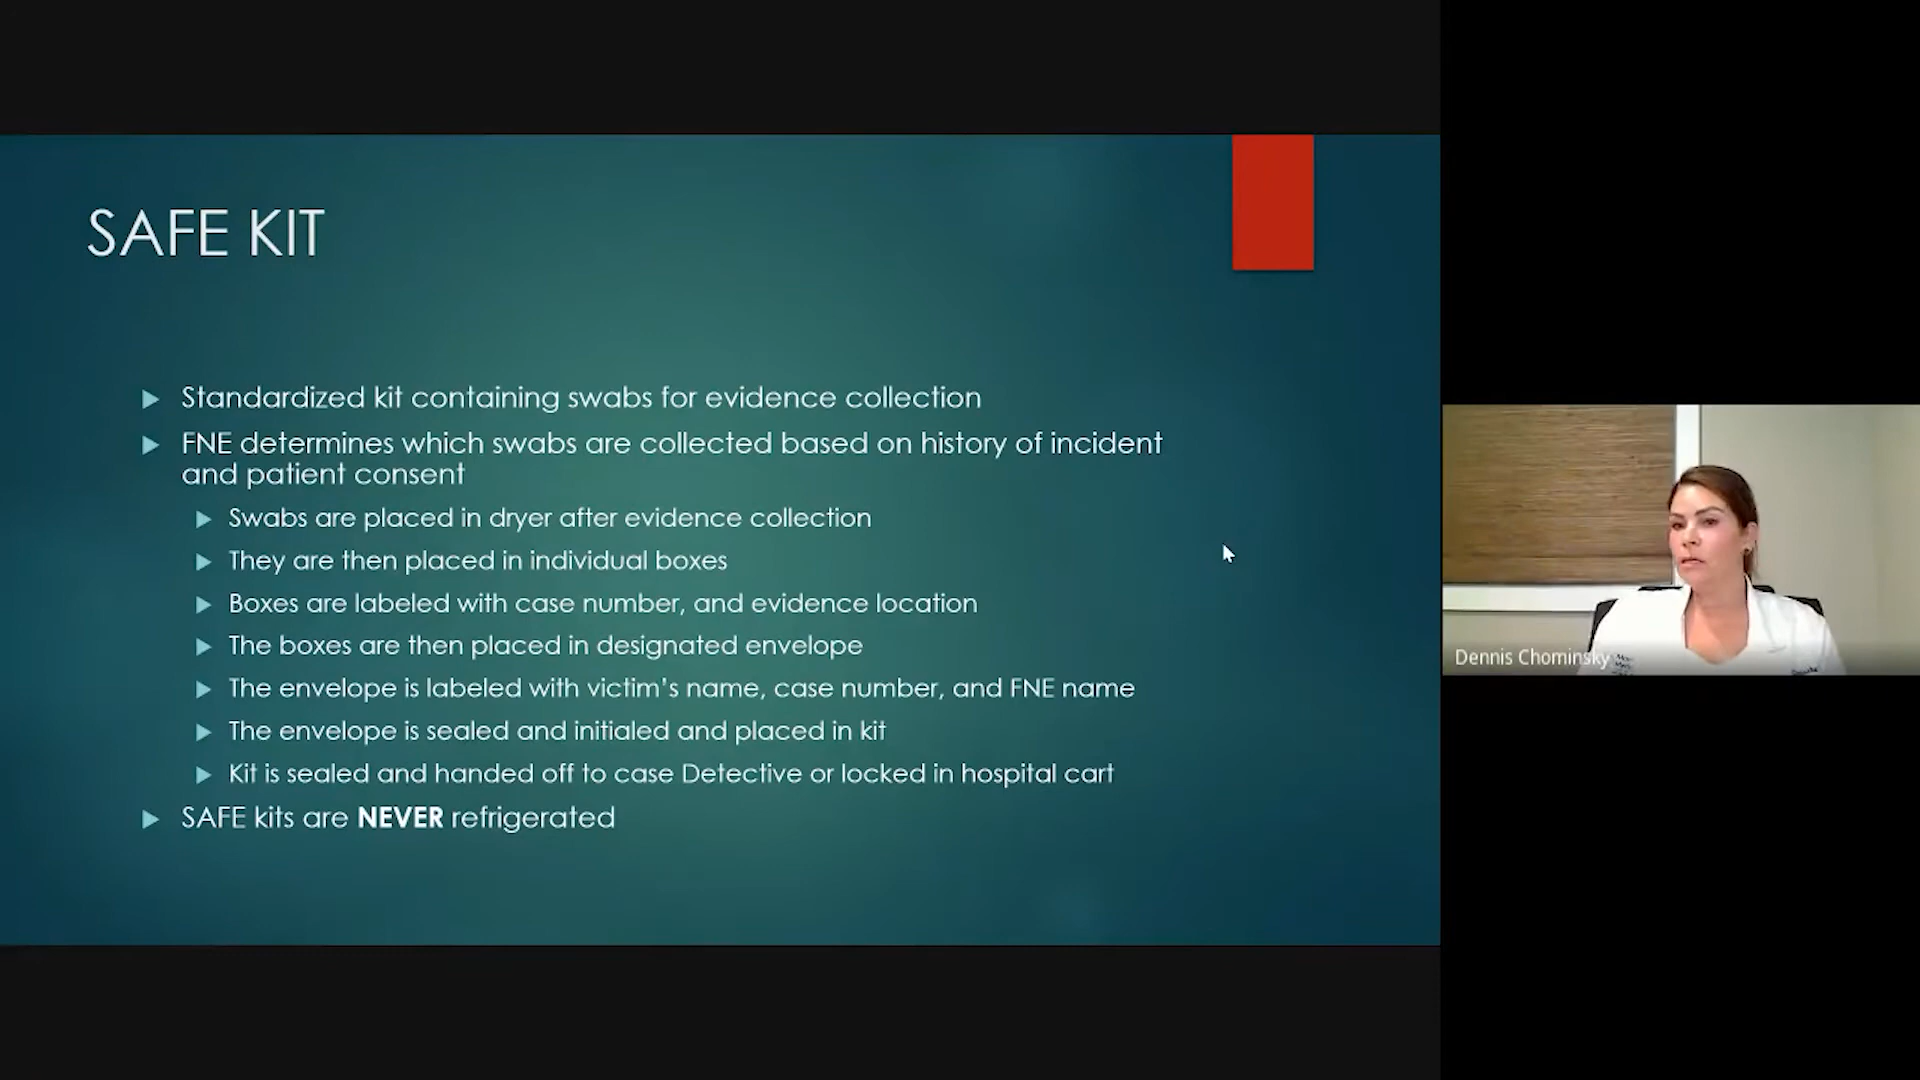 SAFE KIT
Standardized kit containing swabs for evidence collection
FNE determines which swabs are collected based on history of incident
and patient consent
Swabs are placed in dryer after evidence collection
They are then placed in individual boxes
Boxes are labeled with case number, and evidence location
The boxes are then placed in designated envelope
The envelope is labeled with victim's name, case number, and FNE name
The envelope is sealed and initialed and placed in kit
Kit is sealed and handed off to case Detective or locked in hospital cart
SAFE kits are NEVER refrigerated
Dennis Chominsky